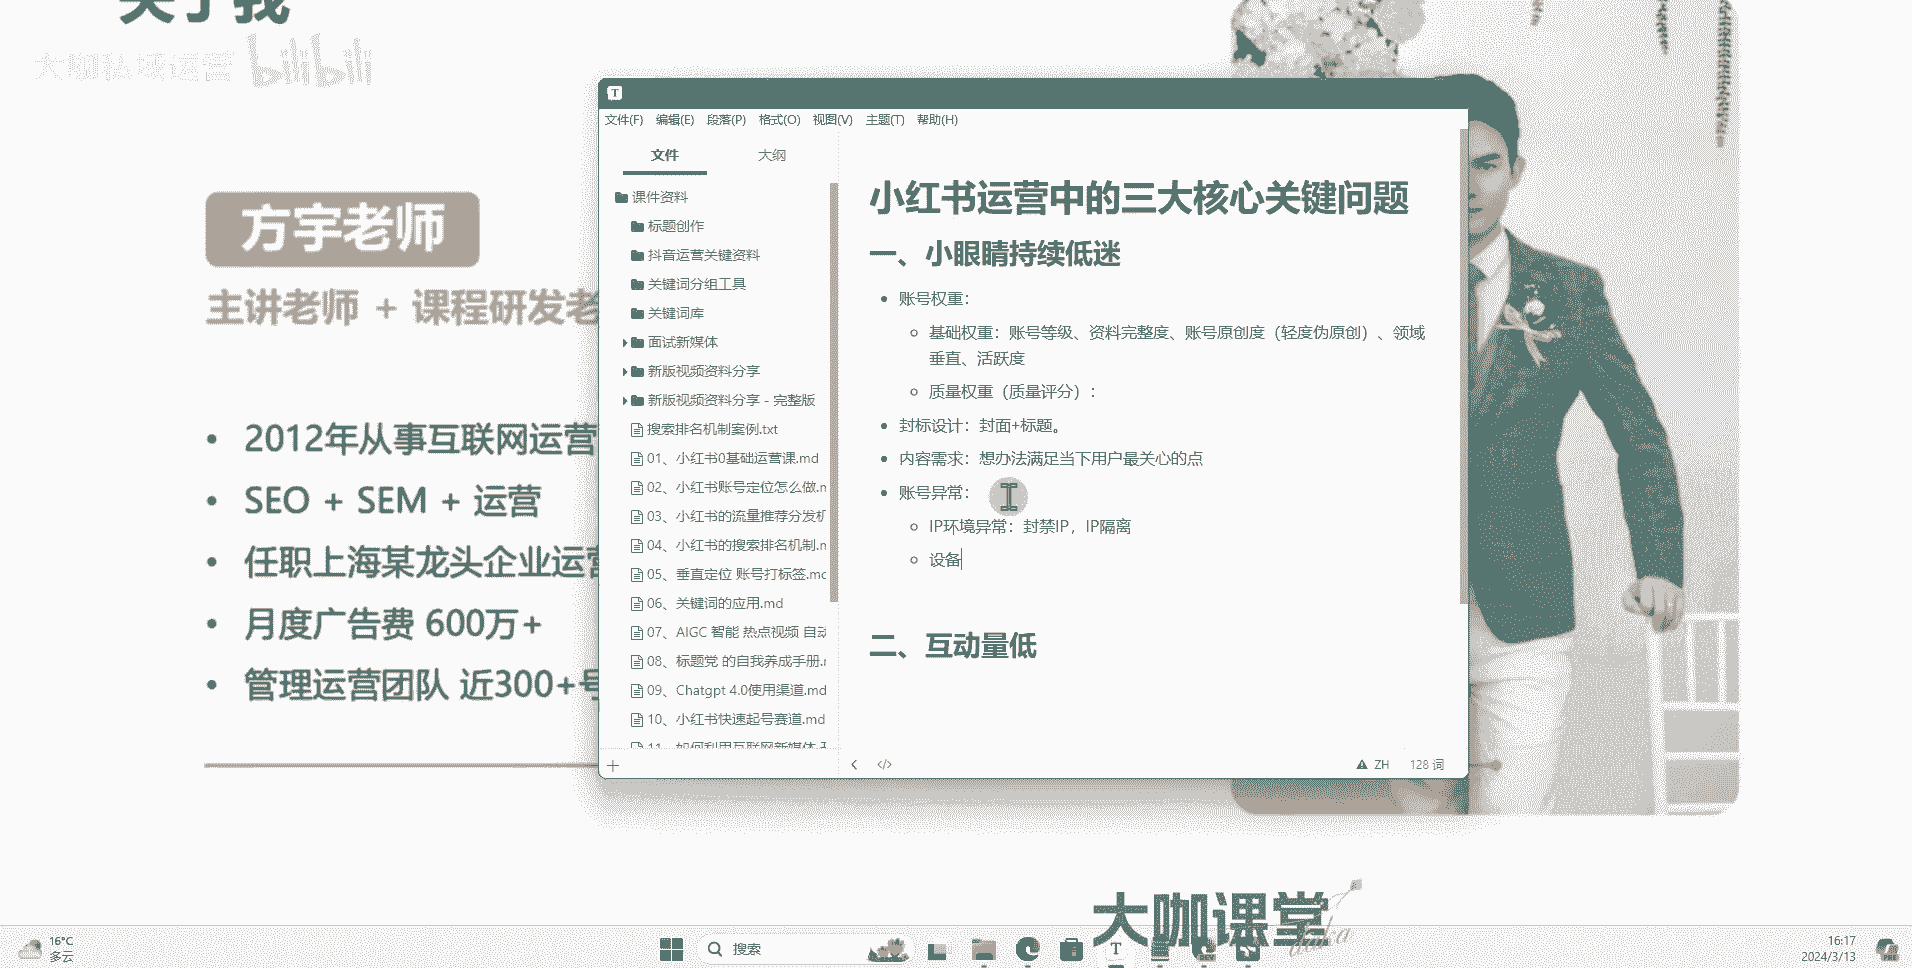 关于我
大咖私域运营 bilibili
方宇老师
主讲老师 + 课程研发老
• 2012年从事互联网运营
• SEO + SEM + 运营
• 任职上海某龙头企业运营
• 月度广告费 600万+
• 管理运营团队 近300+号
T
文件(F) 编辑(E) 段落(P) 格式(O) 视图(V) 主题(T) 帮助(H)
文件 大纲
课件资料
标题创作
抖音运营关键资料
关键词分组工具
关键词库
面试新媒体
新版视频资料分享
新版视频资料分享 - 完整版
搜索排名机制案例.txt
01、小红书0基础运营课.md
02、小红书账号定位怎么做.m
03、小红书的流量推荐分发机
04、小红书的搜索排名机制.m
05、垂直定位 账号打标签.md
06、关键词的应用.md
07、AIGC 智能 热点视频 自动
08、标题党 的自我养成手册.m
09、Chatgpt 4.0使用渠道.md
10、小红书快速起号赛道.md
11、如何利用互联网新媒体
小红书运营中的三大核心关键问题
一、小眼睛持续低迷
• 账号权重：
基础权重：账号等级、资料完整度、账号原创度（轻度伪原创）、领域
垂直、活跃度
质量权重（质量评分）：
• 封标设计：封面+标题。
• 内容需求：想办法满足当下用户最关心的点
• 账号异常：
IP环境异常：封禁IP，IP隔离
设备
二、互动量低
ZH 128 词
大咖课堂
daka
16°C
多云
搜索
T
DEV
16:17
2024/3/13
PRE